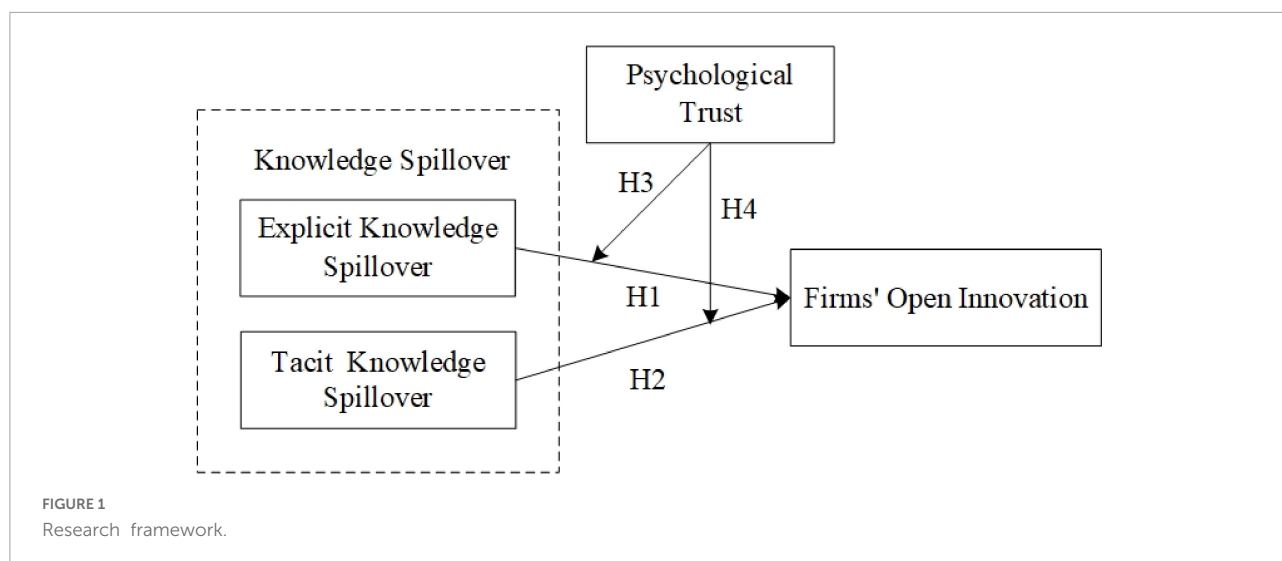 Psychological
Trust
Knowledge Spillover
H3
H4
Explicit Knowledge
Spillover
H1
Firms' Open Innovation
Tacit Knowledge
Spillover
H2
FIGURE 1
Research framework.